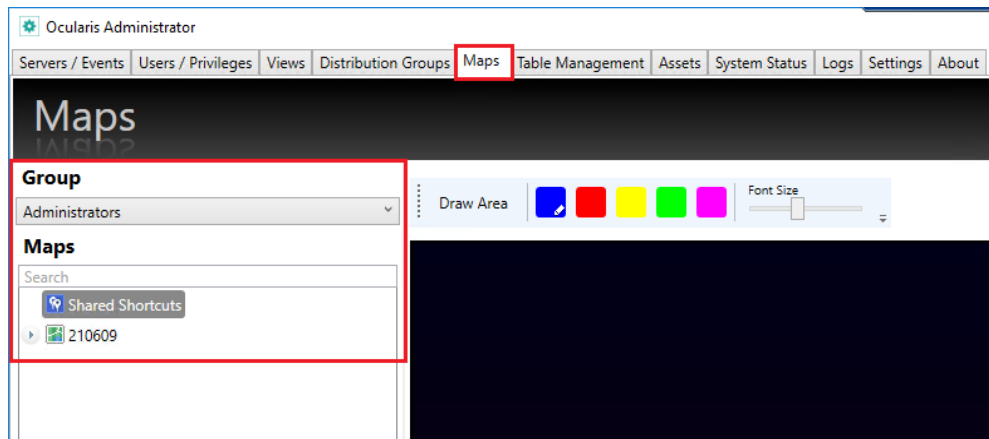 Ocularis Administrator
Servers / Events Users / Privileges Views Distribution Groups Maps Table Management Assets System Status Logs Settings About
Maps
Group
Administrators
Draw Area
Font Size
Maps
Search
Shared Shortcuts
210609